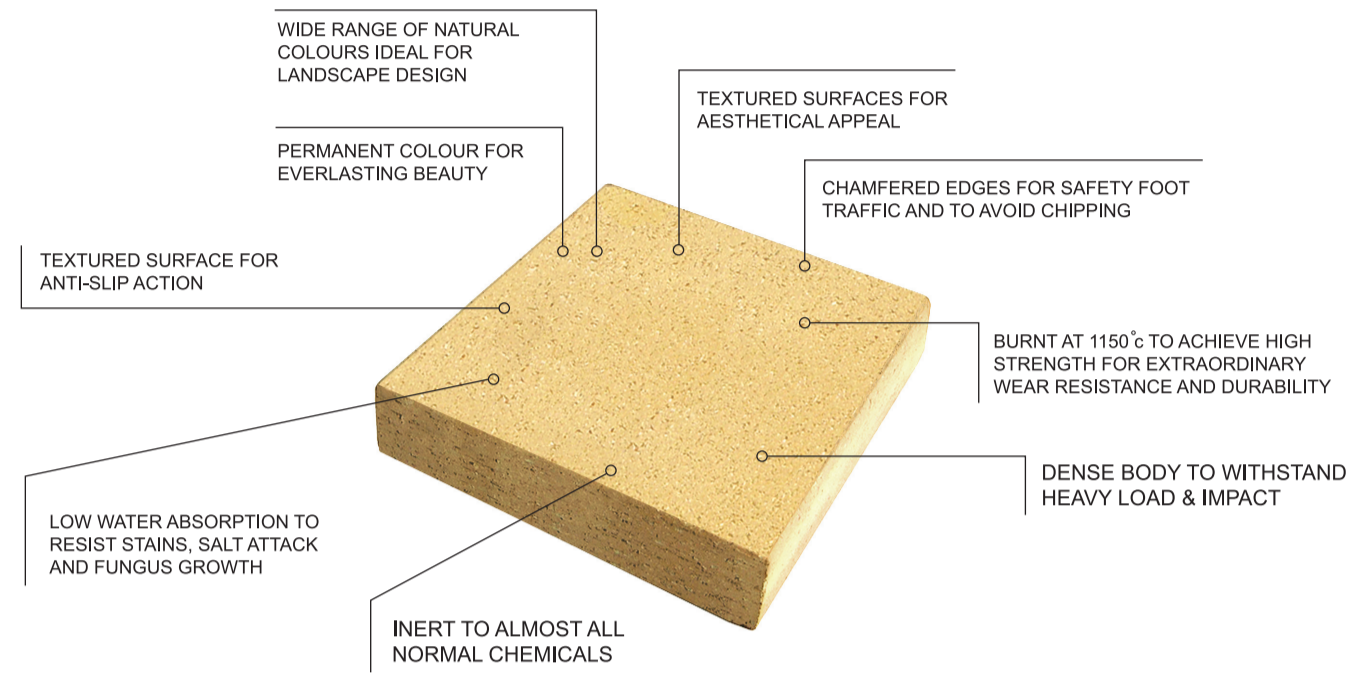 WIDE RANGE OF NATURAL
COLOURS IDEAL FOR
LANDSCAPE DESIGN
TEXTURED SURFACES FOR
AESTHETICAL APPEAL
PERMANENT COLOUR FOR
EVERLASTING BEAUTY
CHAMFERED EDGES FOR SAFETY FOOT
TRAFFIC AND TO AVOID CHIPPING
TEXTURED SURFACE FOR
ANTI-SLIP ACTION
BURNT AT 1150°c TO ACHIEVE HIGH
STRENGTH FOR EXTRAORDINARY
WEAR RESISTANCE AND DURABILITY
DENSE BODY TO WITHSTAND
HEAVY LOAD & IMPACT
LOW WATER ABSORPTION TO
RESIST STAINS, SALT ATTACK
AND FUNGUS GROWTH
INERT TO ALMOST ALL
NORMAL CHEMICALS